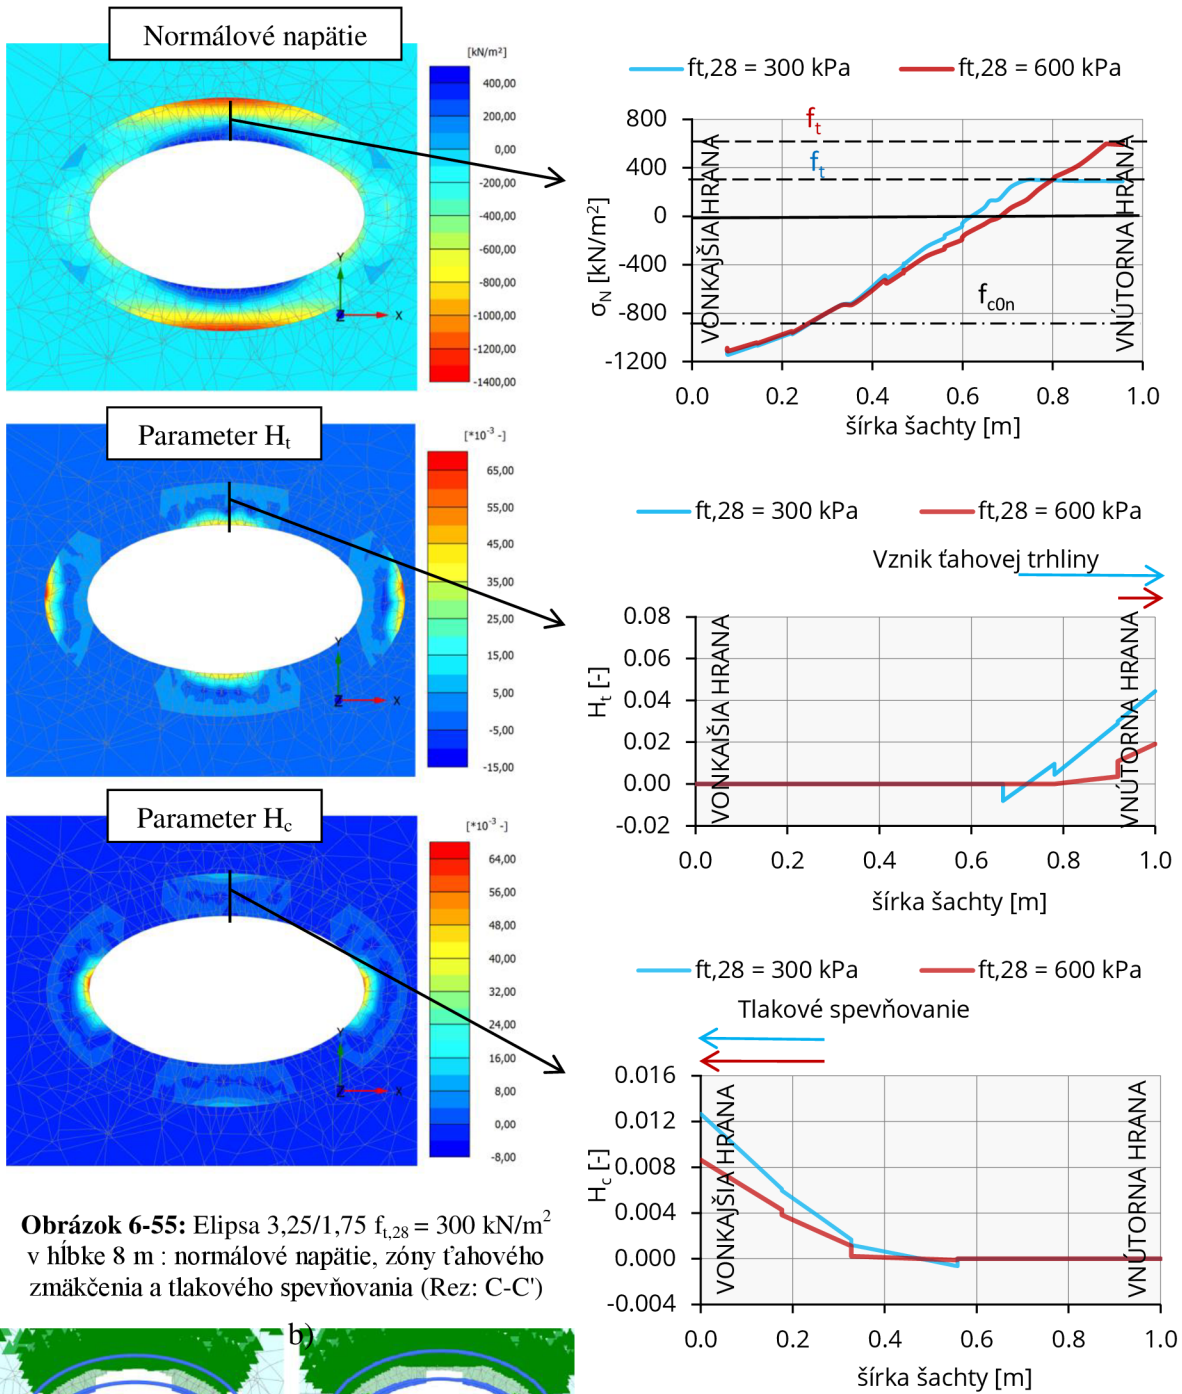 Normálové napätie
[kN/m²]
400,00
200,00
0,00
-200,00
-400,00
-600,00
-800,00
-1000,00
-1200,00
-1400,00
Y
Z
X
ft,28 = 300 kPa
ft,28 = 600 kPa
800
400
0
-400
-800
-1200
σN [kN/m²]
ft
ft
fc0n
VONKAJŠIA HRANA
VNÚTORNA HRANA
0.0 0.2 0.4 0.6 0.8 1.0
šírka šachty [m]
Parameter Ht
[*10⁻³ -]
65,00
55,00
45,00
35,00
25,00
15,00
5,00
-5,00
-15,00
Y
Z
X
ft,28 = 300 kPa
ft,28 = 600 kPa
Vznik ťahovej trhliny
0.08
0.06
0.04
0.02
0.00
-0.02
Ht [-]
VONKAJŠIA HRANA
VNÚTORNA HRANA
0.0 0.2 0.4 0.6 0.8 1.0
šírka šachty [m]
Parameter Hc
[*10⁻³ -]
64,00
56,00
48,00
40,00
32,00
24,00
16,00
8,00
0,00
-8,00
Y
Z
X
ft,28 = 300 kPa
ft,28 = 600 kPa
Tlakové spevňovanie
0.016
0.012
0.008
0.004
0.000
-0.004
Hc [-]
VONKAJŠIA HRANA
VNÚTORNA HRANA
0.0 0.2 0.4 0.6 0.8 1.0
šírka šachty [m]
Obrázok 6-55: Elipsa 3,25/1,75 ft,28 = 300 kN/m²
v hĺbke 8 m : normálové napätie, zóny ťahového
zmäkčenia a tlakového spevňovania (Rez: C-C')
b)